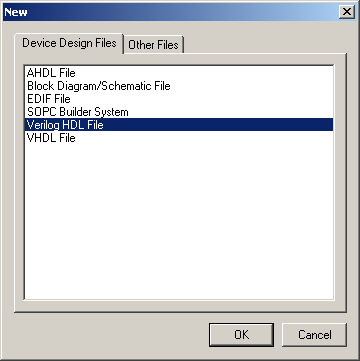 New
Device Design Files
Other Files
AHDL File
Block Diagram/Schematic File
EDIF File
SOPC Builder System
Verilog HDL File
VHDL File
OK
Cancel